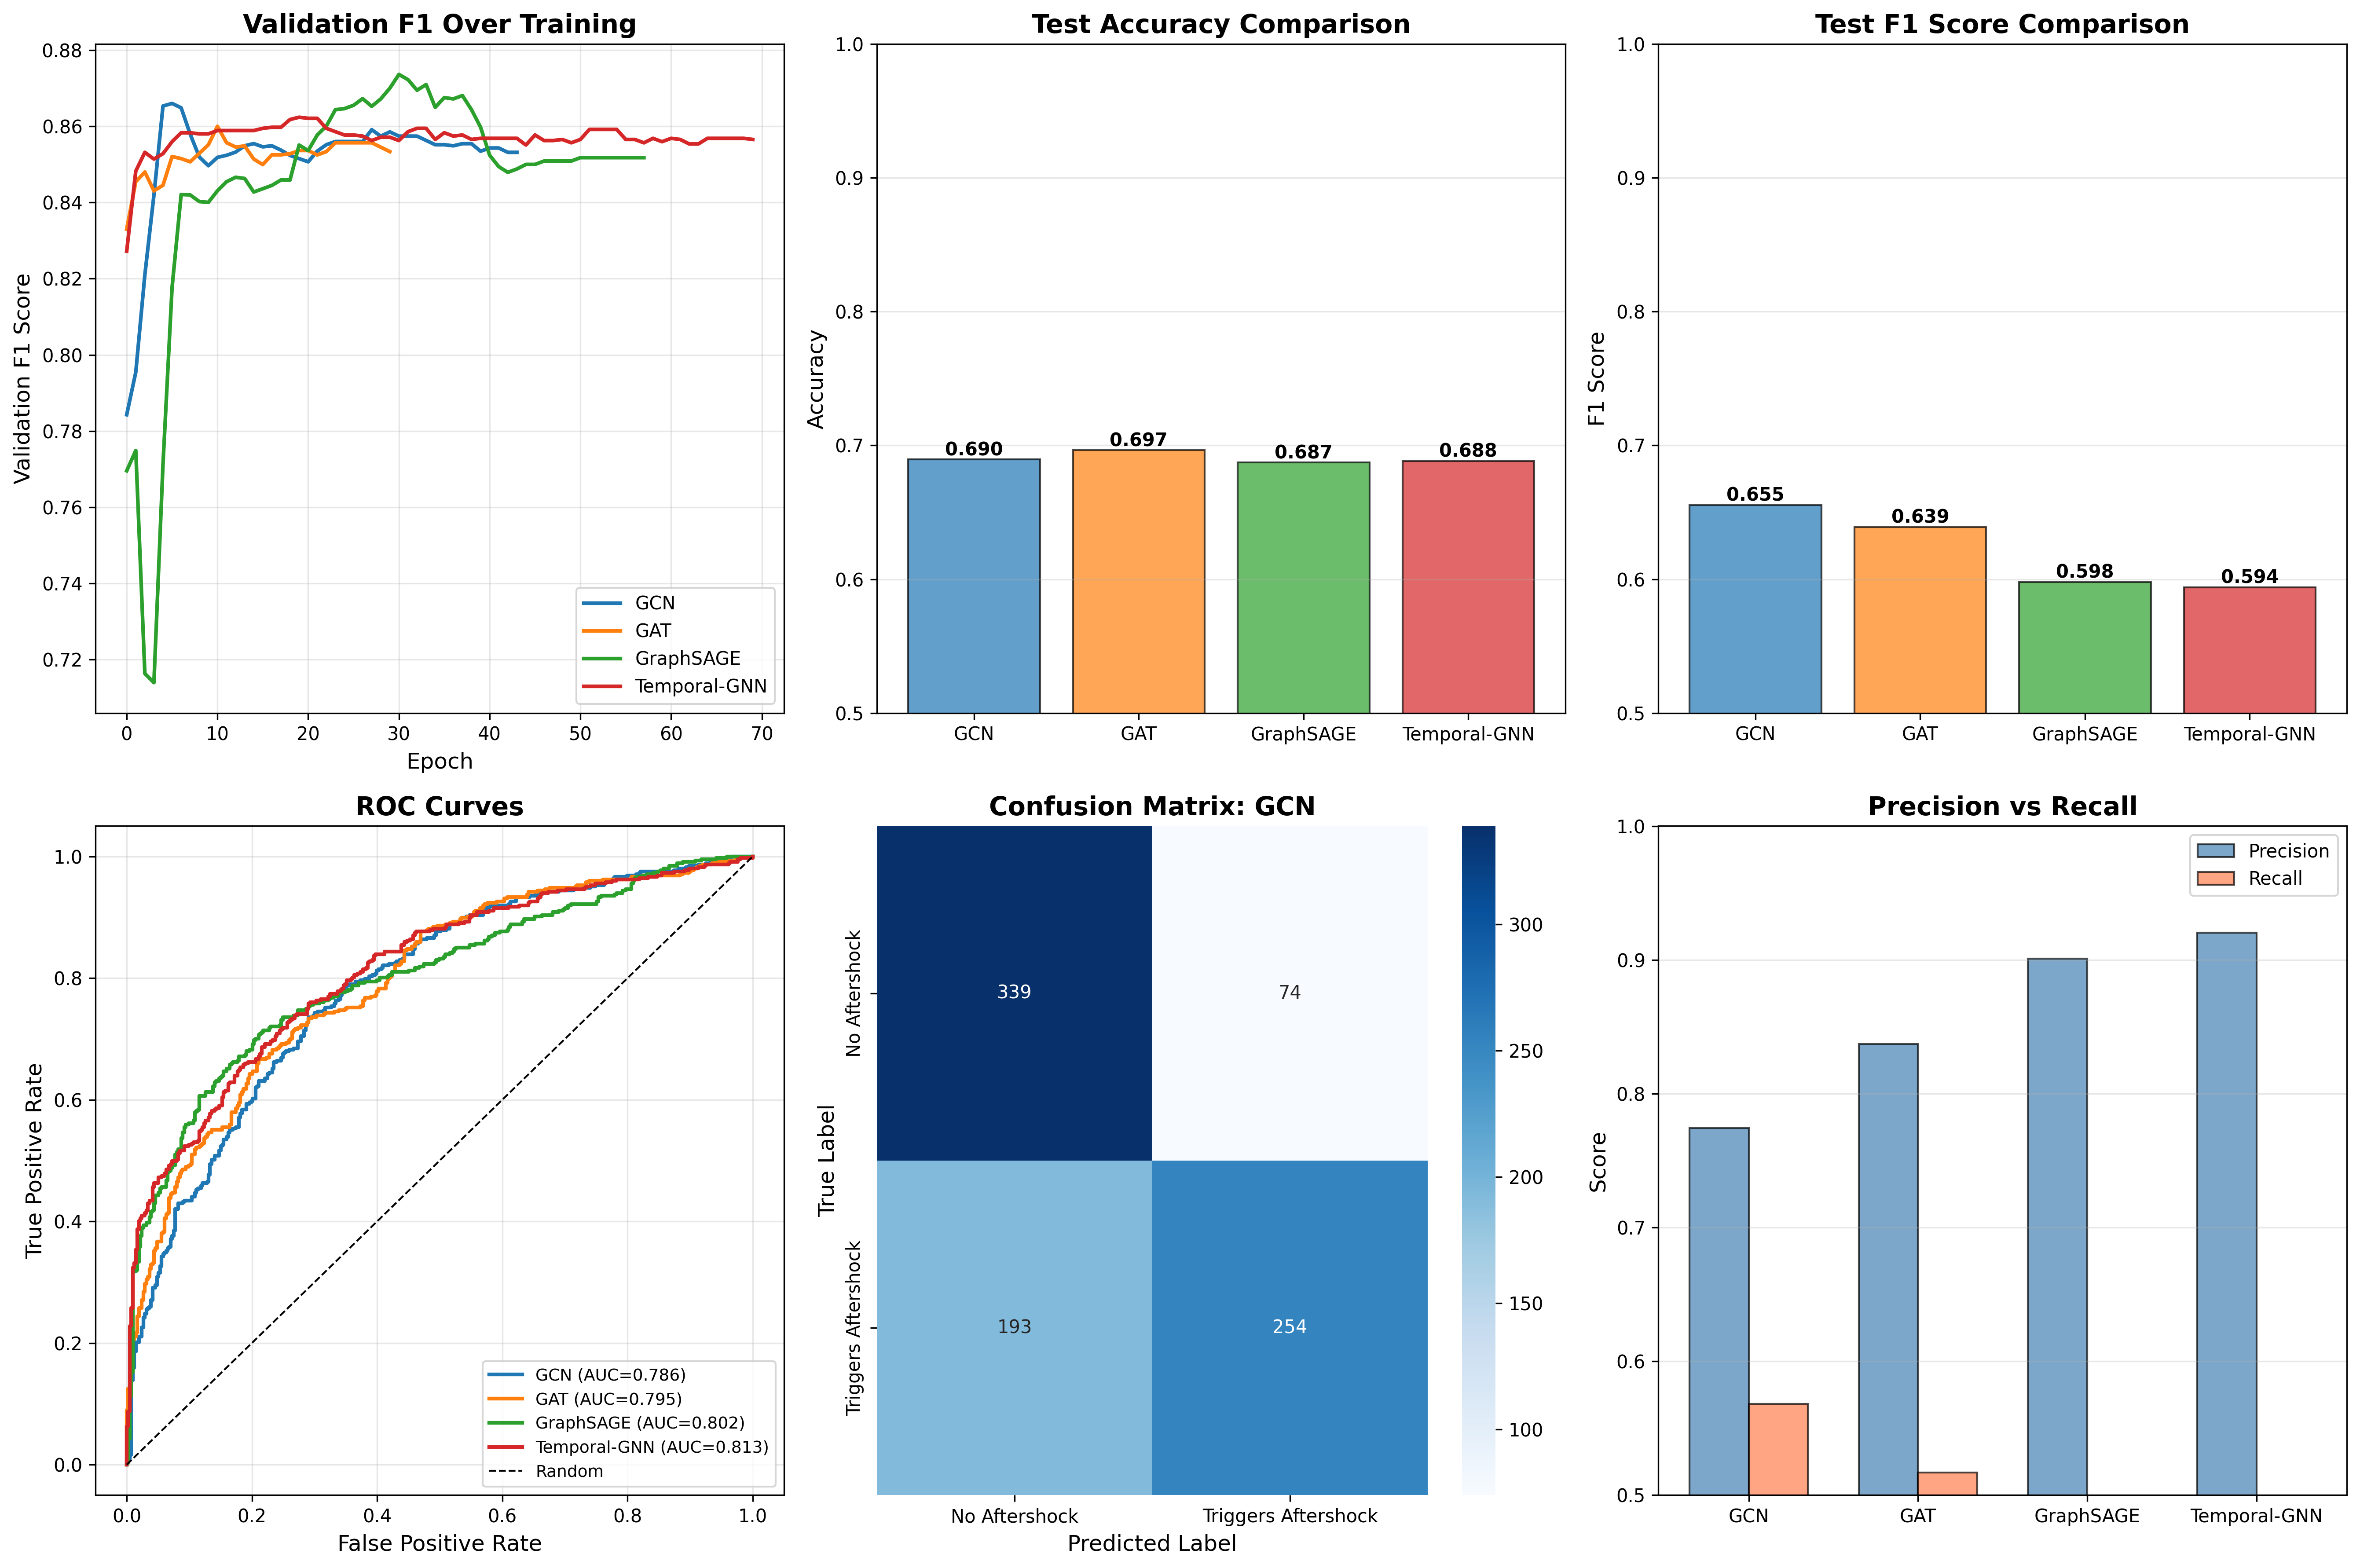 Validation F1 Over Training
Validation F1 Score
0.88
0.86
0.84
0.82
0.80
0.78
0.76
0.74
0.72
0 10 20 30 40 50 60 70
Epoch
GCN
GAT
GraphSAGE
Temporal-GNN
Test Accuracy Comparison
Accuracy
1.0
0.9
0.8
0.7
0.6
0.5
0.690 0.697 0.687 0.688
GCN GAT GraphSAGE Temporal-GNN
Test F1 Score Comparison
F1 Score
1.0
0.9
0.8
0.7
0.6
0.5
0.655 0.639 0.598 0.594
GCN GAT GraphSAGE Temporal-GNN
ROC Curves
True Positive Rate
1.0
0.8
0.6
0.4
0.2
0.0
0.0 0.2 0.4 0.6 0.8 1.0
False Positive Rate
GCN (AUC=0.786)
GAT (AUC=0.795)
GraphSAGE (AUC=0.802)
Temporal-GNN (AUC=0.813)
Random
Confusion Matrix: GCN
True Label
No Aftershock
Triggers Aftershock
339 74
193 254
No Aftershock Triggers Aftershock
Predicted Label
300
250
200
150
100
Precision vs Recall
Score
1.0
0.9
0.8
0.7
0.6
0.5
Precision
Recall
GCN GAT GraphSAGE Temporal-GNN